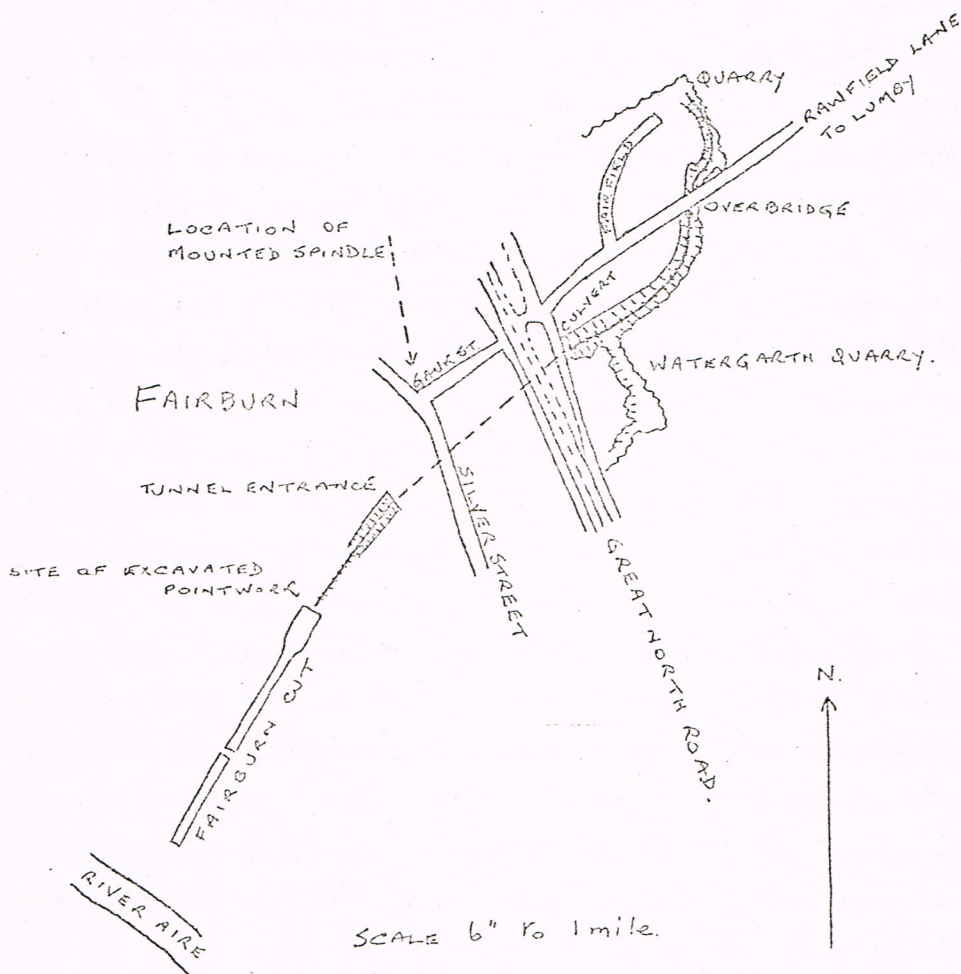 QUARRY
RAWFIELD LANE
TO LUMBY
RAINFIELD
OVERBRIDGE
LOCATION OF
MOUNTED SPINDLE
CULVERT
GAUK ST.
WATERGARTH QUARRY.
FAIRBURN
TUNNEL ENTRANCE
SILVER STREET
SITE OF EXCAVATED
POINTWORK
GREAT NORTH ROAD.
FAIRBURN CUT
N.
RIVER AIRE
SCALE 6" to 1 mile.